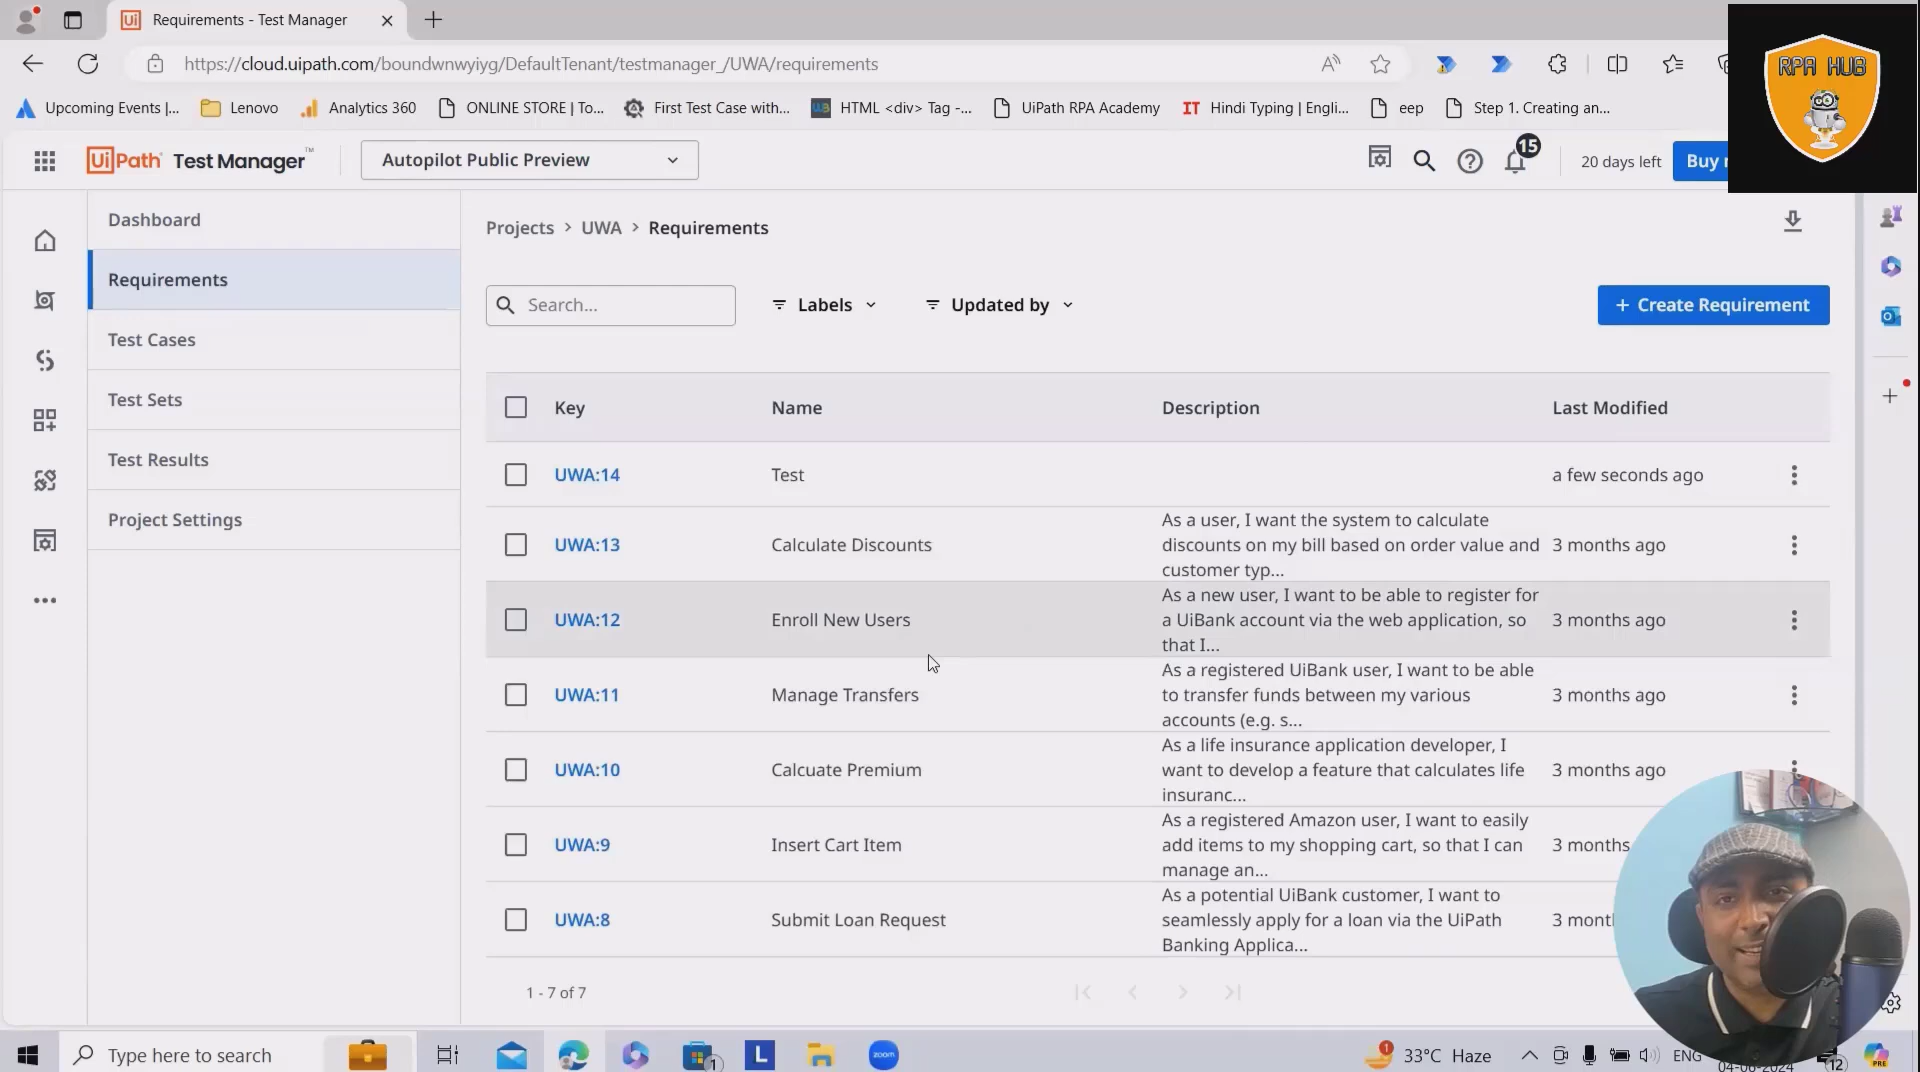 Requirements - Test Manager
https://cloud.uipath.com/boundwnwyiyg/DefaultTenant/testmanager_/UWA/requirements
RPA HUB
Upcoming Events |... Lenovo Analytics 360 ONLINE STORE | To... First Test Case with... HTML <div> Tag -... UiPath RPA Academy IT Hindi Typing | Engli... eep Step 1. Creating an...
UiPath Test Manager™ Autopilot Public Preview 15 20 days left Buy
Dashboard
Requirements
Test Cases
Test Sets
Test Results
Project Settings
Projects > UWA > Requirements
Search... Labels Updated by + Create Requirement
Key Name Description Last Modified
UWA:14 Test a few seconds ago
As a user, I want the system to calculate
UWA:13 Calculate Discounts discounts on my bill based on order value and 3 months ago
customer typ...
As a new user, I want to be able to register for
UWA:12 Enroll New Users a UiBank account via the web application, so 3 months ago
that I...
As a registered UiBank user, I want to be able
UWA:11 Manage Transfers to transfer funds between my various 3 months ago
accounts (e.g. s...
As a life insurance application developer, I
UWA:10 Calcuate Premium want to develop a feature that calculates life 3 months ago
insuranc...
As a registered Amazon user, I want to easily
UWA:9 Insert Cart Item add items to my shopping cart, so that I can 3 months
manage an...
As a potential UiBank customer, I want to
UWA:8 Submit Loan Request seamlessly apply for a loan via the UiPath 3 mont
Banking Applica...
1 - 7 of 7
Type here to search 1 L zoom 1 33°C Haze ENG 12 PRE
04-06-2024